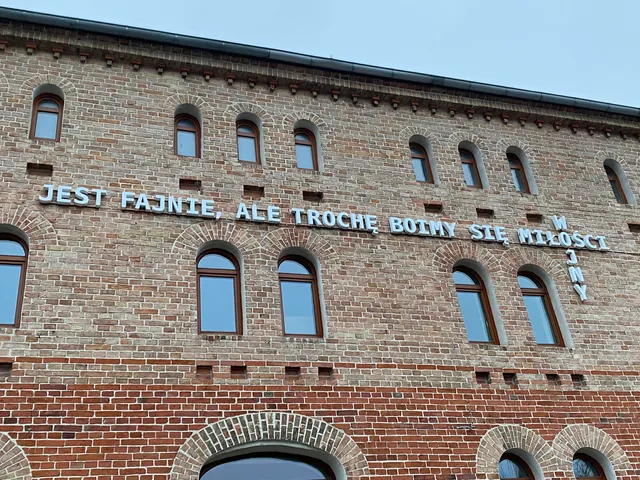 JEST FAJNIE, ALE TROCHĘ BOIMY SIĘ MIŁOŚCI
WOJNY